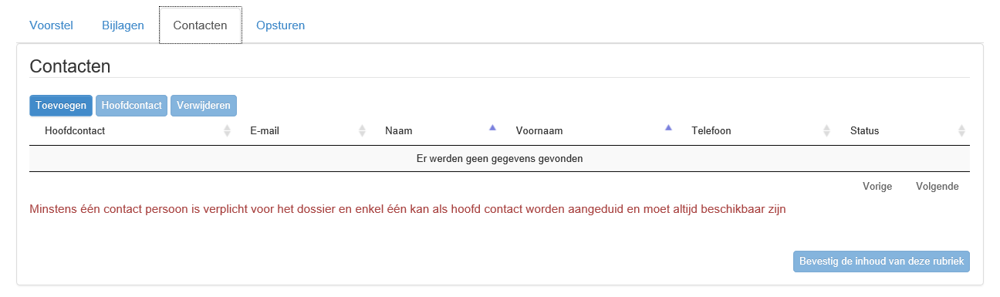 Voorstel Bijlagen Contacten Opsturen
Contacten
Toevoegen Hoofdcontact Verwijderen
Hoofdcontact E-mail Naam Voornaam Telefoon Status
Er werden geen gegevens gevonden
Vorige Volgende
Minstens één contact persoon is verplicht voor het dossier en enkel één kan als hoofd contact worden aangeduid en moet altijd beschikbaar zijn
Bevestig de inhoud van deze rubriek